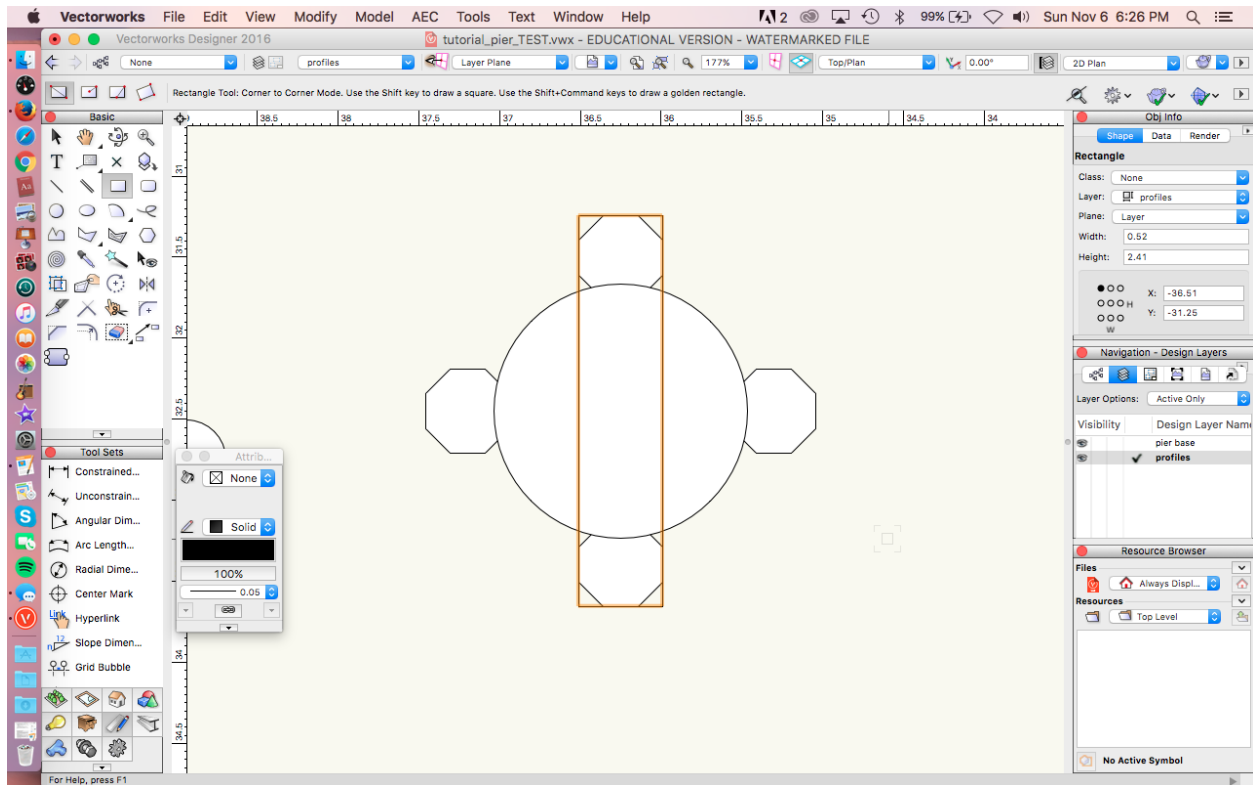 Vectorworks File Edit View Modify Model AEC Tools Text Window Help 2 99% Sun Nov 6 6:26 PM
Vectorworks Designer 2016 tutorial_pier_TEST.vwx - EDUCATIONAL VERSION - WATERMARKED FILE
None profiles Layer Plane 177% Top/Plan 0.00° 2D Plan
Rectangle Tool: Corner to Corner Mode. Use the Shift key to draw a square. Use the Shift+Command keys to draw a golden rectangle.
Basic
38.5 38 37.5 37 36.5 36 35.5 35 34.5 34
31
31.5
32
32.5
34
34.5
Tool Sets
Constrained...
Unconstrain...
Angular Dim...
Arc Length...
Radial Dime...
Center Mark
Link
Hyperlink
12
n
Slope Dimen...
Grid Bubble
For Help, press F1
Attrib...
None
Solid
100%
0.05
Obj Info
Shape Data Render
Rectangle
Class: None
Layer: profiles
Plane: Layer
Width: 0.52
Height: 2.41
H
W
X: -36.51
Y: -31.25
Navigation - Design Layers
Layer Options: Active Only
Visibility Design Layer Name
pier base
profiles
Resource Browser
Files
Always Displ...
Resources
Top Level
No Active Symbol